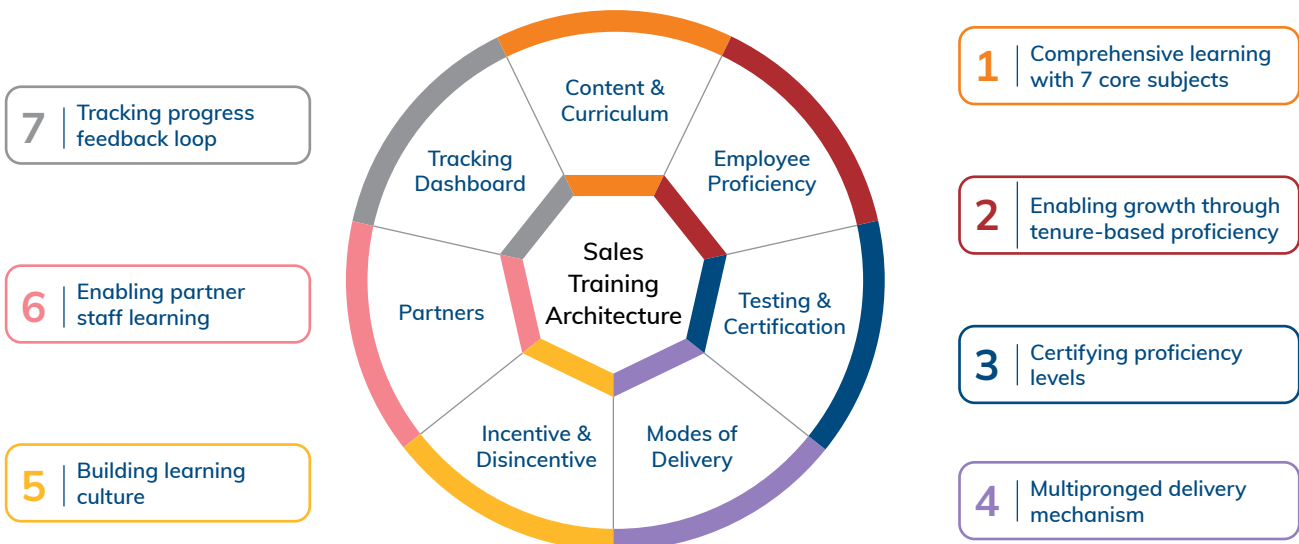 Content &
Curriculum
Employee
Proficiency
Testing &
Certification
Modes of
Delivery
Incentive &
Disincentive
Partners
Tracking
Dashboard
Sales
Training
Architecture
1
Comprehensive learning
with 7 core subjects
2
Enabling growth through
tenure-based proficiency
3
Certifying proficiency
levels
4
Multipronged delivery
mechanism
5
Building learning
culture
6
Enabling partner
staff learning
7
Tracking progress
feedback loop